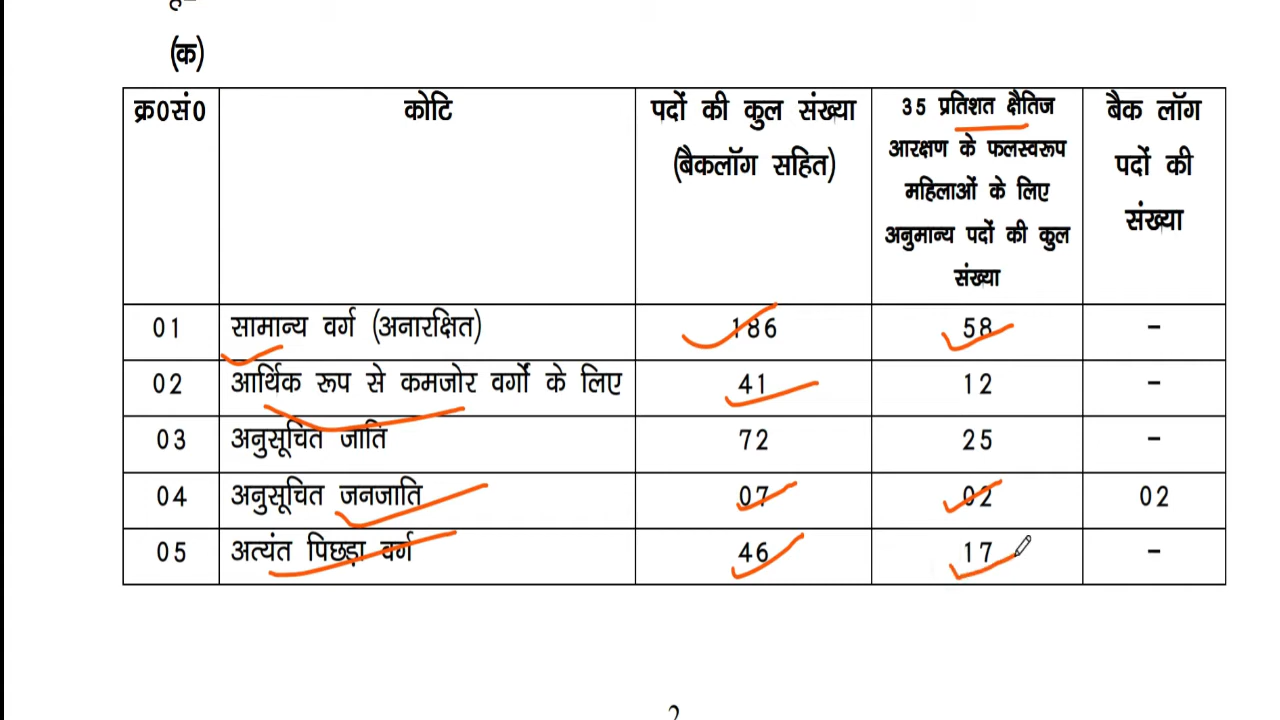 (क)
क्र0सं0 कोटि पदों की कुल संख्या (बैकलॉग सहित) 35 प्रतिशत क्षैतिज आरक्षण के फलस्वरूप महिलाओं के लिए अनुमान्य पदों की कुल संख्या बैक लॉग पदों की संख्या
01 सामान्य वर्ग (अनारक्षित) 186 58 -
02 आर्थिक रूप से कमजोर वर्गों के लिए 41 12 -
03 अनुसूचित जाति 72 25 -
04 अनुसूचित जनजाति 07 02 02
05 अत्यंत पिछड़ा वर्ग 46 17 -
2